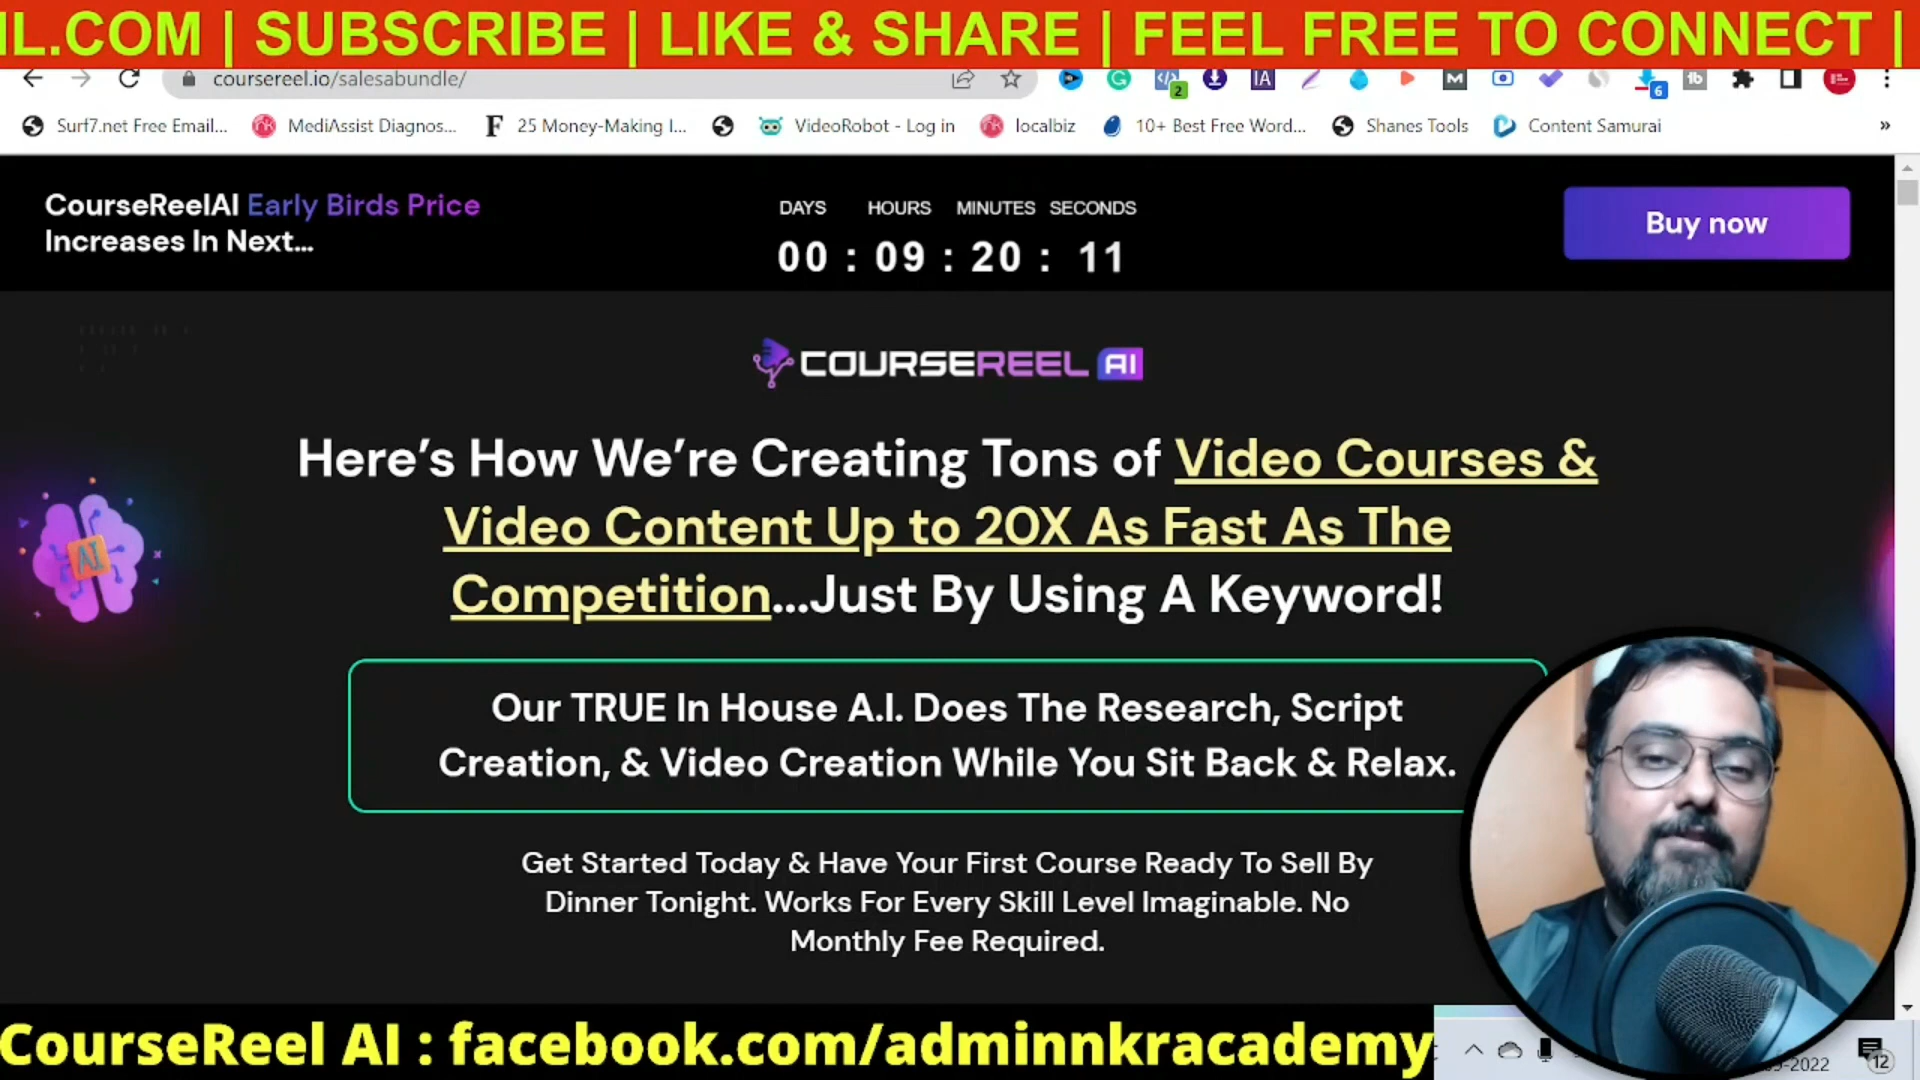 IL.COM | SUBSCRIBE | LIKE & SHARE | FEEL FREE TO CONNECT |
coursereel.io/salesabundle/
2
IA
6
Surf7.net Free Email...
MediAssist Diagnos...
25 Money-Making I...
VideoRobot - Log in
localbiz
10+ Best Free Word...
Shanes Tools
Content Samurai
»
CourseReelAI Early Birds Price
Increases In Next...
DAYS HOURS MINUTES SECONDS
00 : 09 : 20 : 11
Buy now
COURSEREEL AI
Here's How We're Creating Tons of Video Courses &
Video Content Up to 20X As Fast As The
Competition...Just By Using A Keyword!
AI
Our TRUE In House A.I. Does The Research, Script
Creation, & Video Creation While You Sit Back & Relax.
Get Started Today & Have Your First Course Ready To Sell By
Dinner Tonight. Works For Every Skill Level Imaginable. No
Monthly Fee Required.
CourseReel AI : facebook.com/adminnkracademy
-2022
12